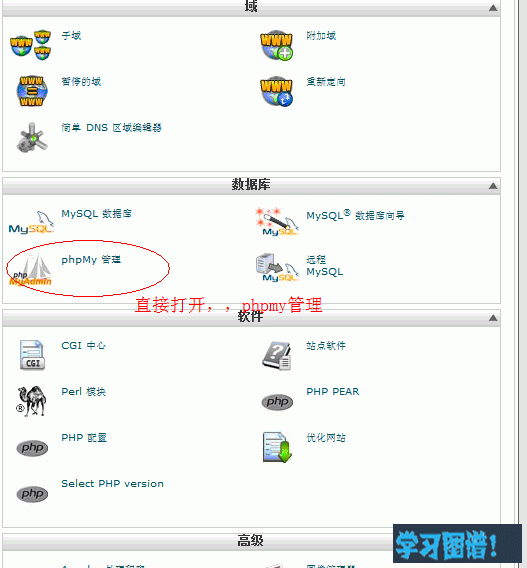 域
子域
附加域
暂停的域
重新定向
简单 DNS 区域编辑器
数据库
MySQL 数据库
MySQL® 数据库向导
phpMy 管理
远程
MySQL
直接打开，，phpmy管理
软件
CGI 中心
站点软件
Perl 模块
PHP PEAR
PHP 配置
优化网站
Select PHP version
高级
学习图谱！